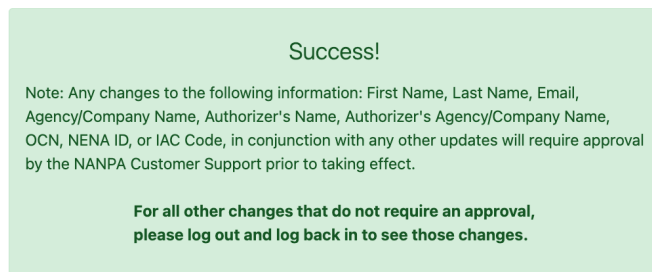 Success!
Note: Any changes to the following information: First Name, Last Name, Email,
Agency/Company Name, Authorizer's Name, Authorizer's Agency/Company Name,
OCN, NENA ID, or IAC Code, in conjunction with any other updates will require approval
by the NANPA Customer Support prior to taking effect.
For all other changes that do not require an approval,
please log out and log back in to see those changes.